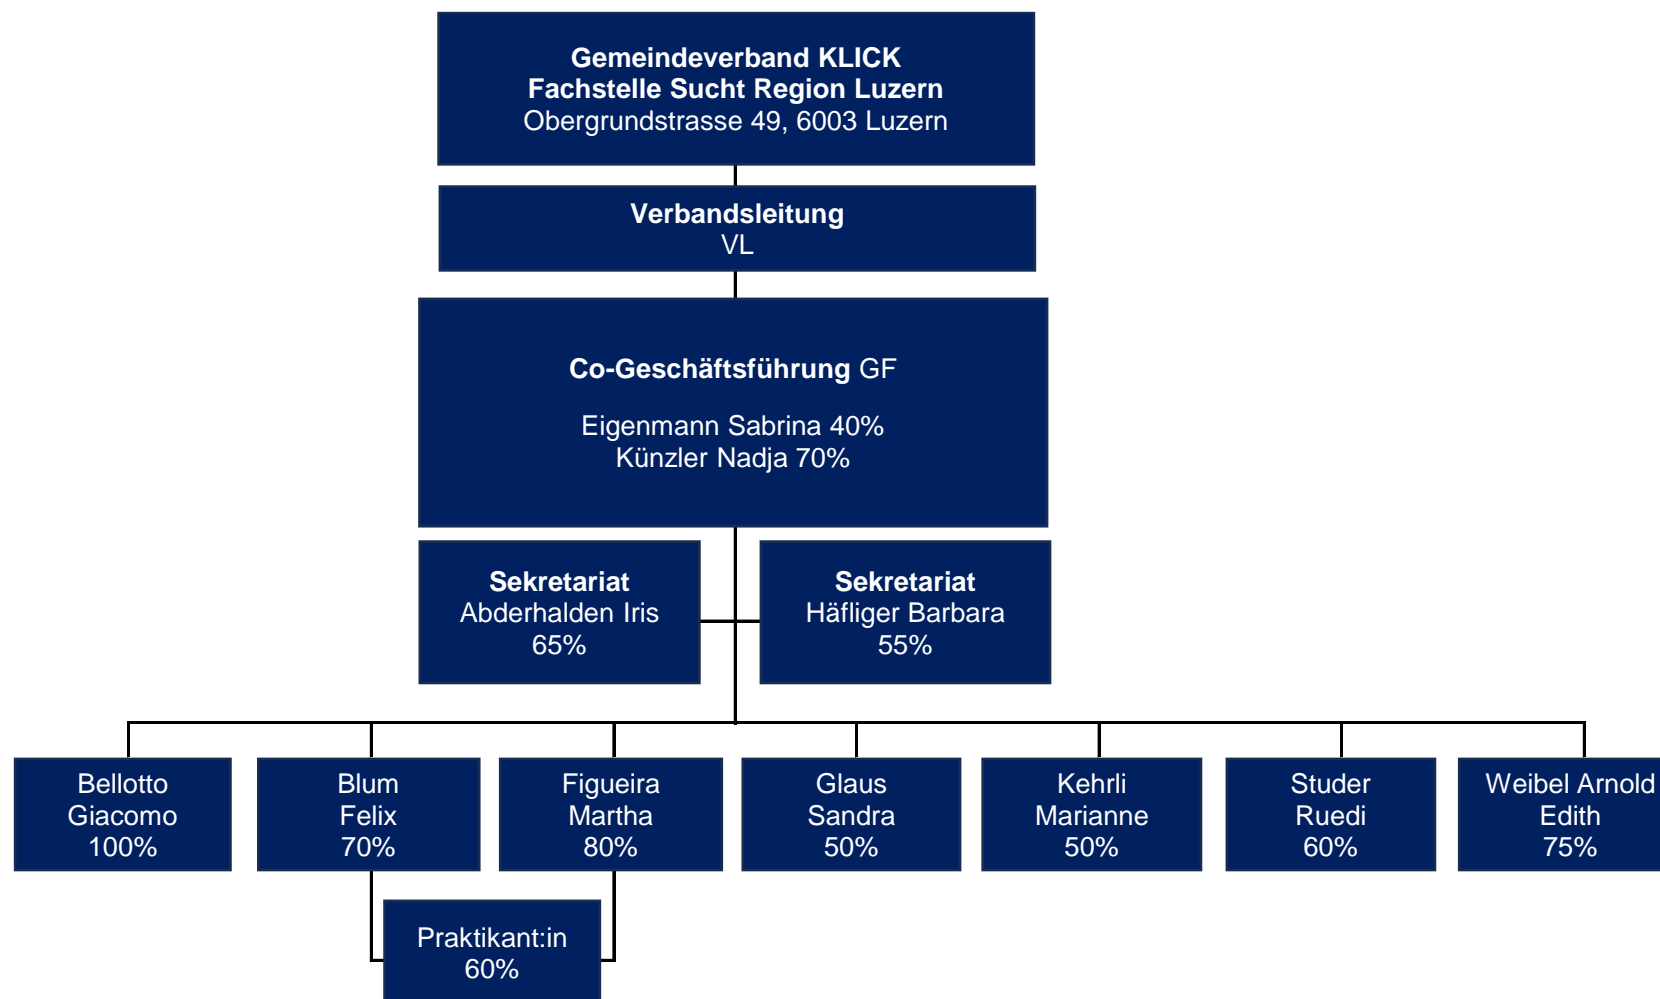 Gemeindeverband KLICK
Fachstelle Sucht Region Luzern
Obergrundstrasse 49, 6003 Luzern
Verbandsleitung
VL
Co-Geschäftsführung GF
Eigenmann Sabrina 40%
Künzler Nadja 70%
Sekretariat
Abderhalden Iris
65%
Sekretariat
Häfliger Barbara
55%
Bellotto
Giacomo
100%
Blum
Felix
70%
Figueira
Martha
80%
Glaus
Sandra
50%
Kehrli
Marianne
50%
Studer
Ruedi
60%
Weibel Arnold
Edith
75%
Praktikant:in
60%